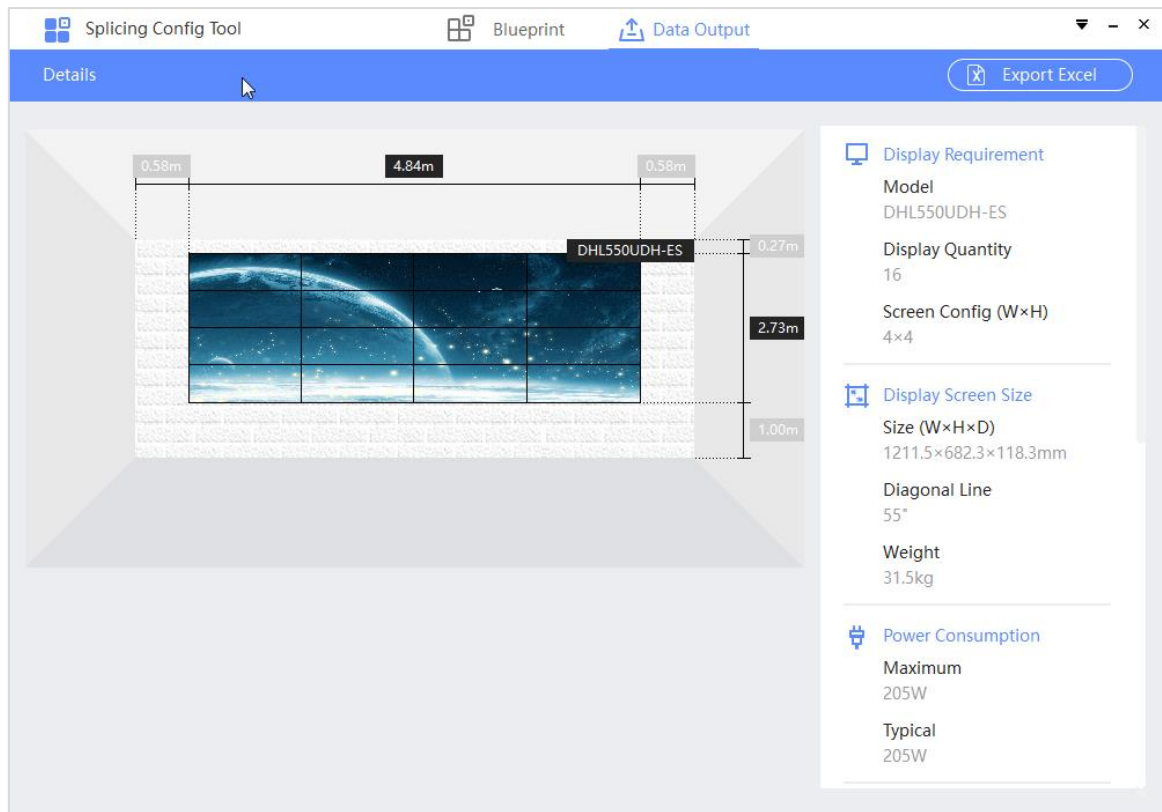 Splicing Config Tool
Blueprint
Data Output
Details
Export Excel
0.58m
4.84m
0.58m
DHL550UDH-ES
0.27m
2.73m
1.00m
Display Requirement
Model
DHL550UDH-ES
Display Quantity
16
Screen Config (W×H)
4×4
Display Screen Size
Size (W×H×D)
1211.5×682.3×118.3mm
Diagonal Line
55"
Weight
31.5kg
Power Consumption
Maximum
205W
Typical
205W